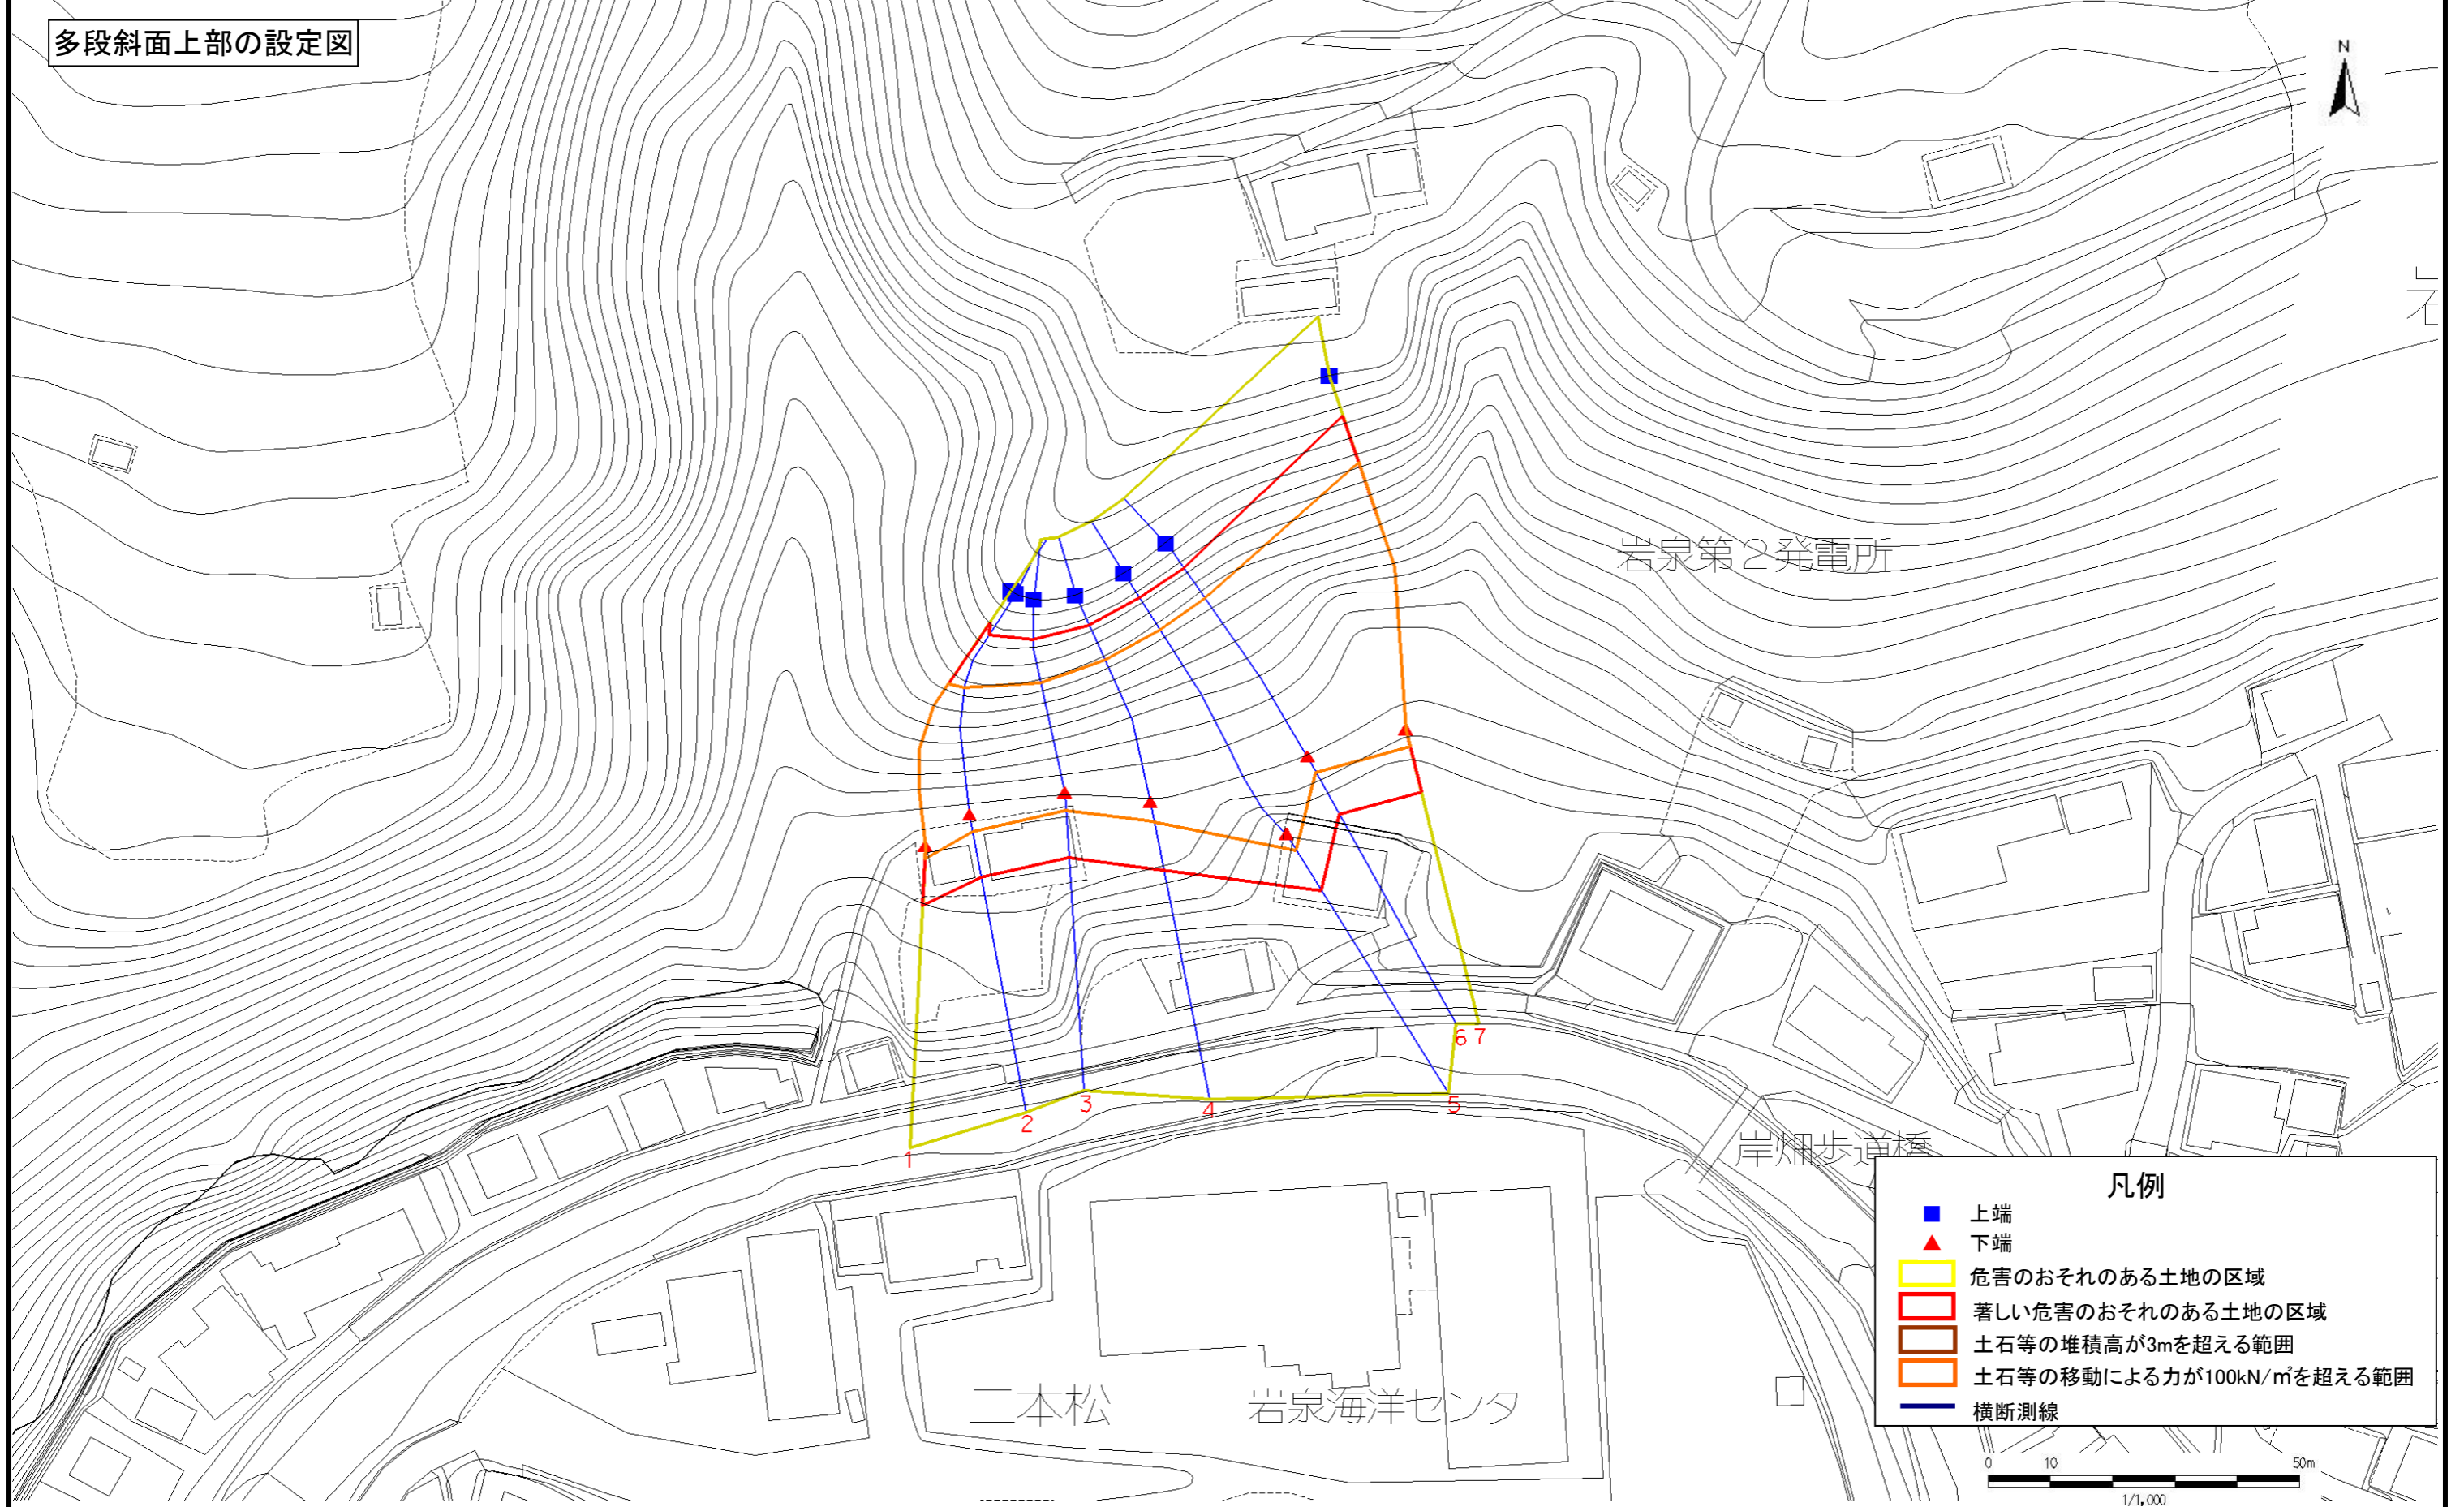 多段斜面上部の設定図
N
岩
岩泉第2発電所
6 7
5
4
3
2
1
岸畑歩道橋
二本松
岩泉海洋センタ
凡例
上端
下端
危害のおそれのある土地の区域
著しい危害のおそれのある土地の区域
土石等の堆積高が3mを超える範囲
土石等の移動による力が100kN/㎡を超える範囲
横断測線
0 10 50m
1/1,000